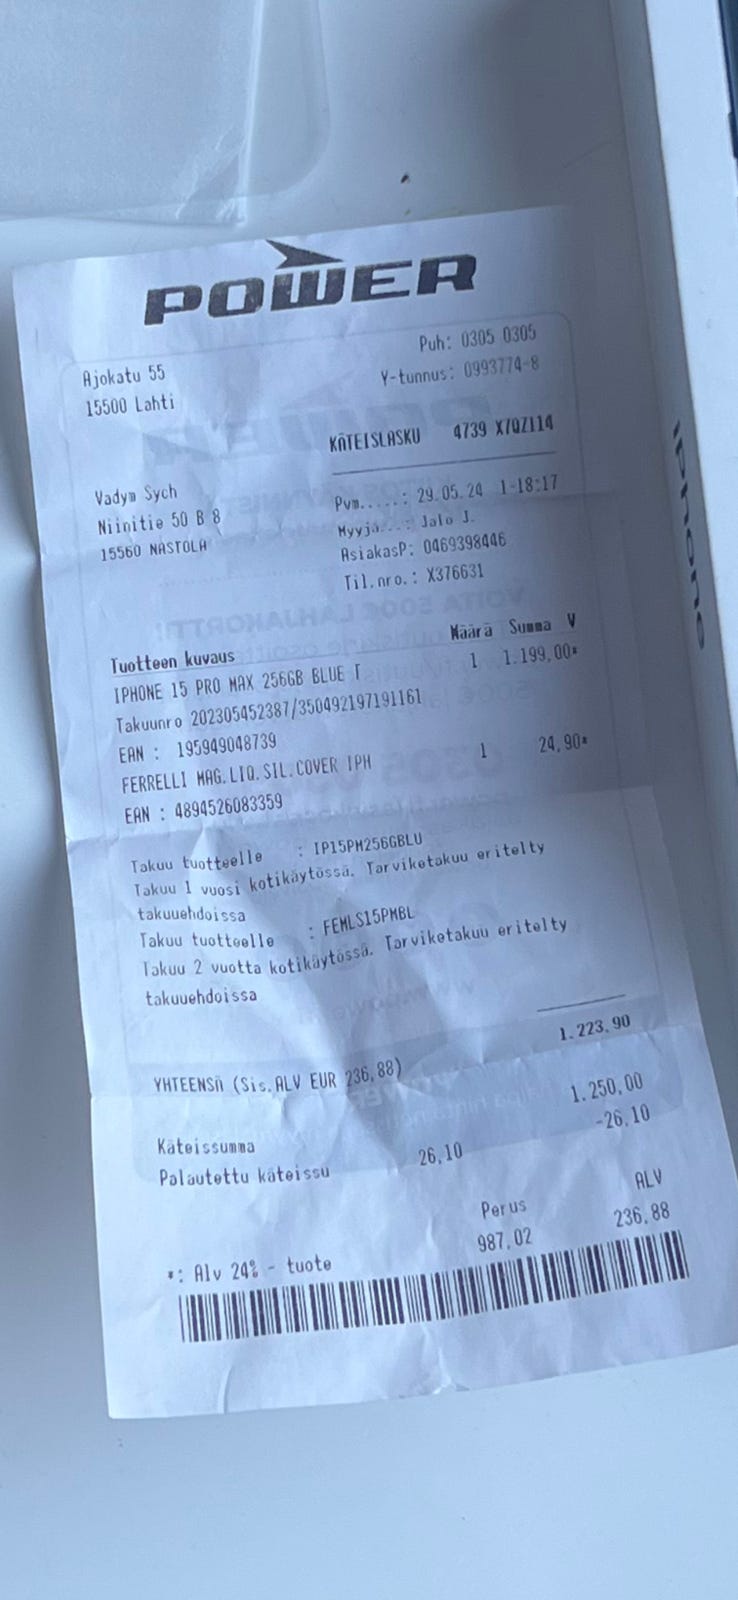 POWER
Ajokatu 55
15500 Lahti
Puh: 0305 0305
Y-tunnus: 0993774-8
KÄTEISLASKU 4739 X7QZ114
Vadym Sych
Niinitie 50 B 8
15560 NASTOLA
Pvm.....: 29.05.24 1-18:17
Myyjä...: Jalo J.
AsiakasP: 0469398446
Til.nro.: X376631
Tuotteen kuvaus Määrä Summa V
IPHONE 15 PRO MAX 256GB BLUE T 1 1.199,00*
Takuunro 202305452387/350492197191161
EAN : 195949048739
FERRELLI MAG.LIQ.SIL.COVER IPH 1 24,90*
EAN : 4894526083359
Takuu tuotteelle : IP15PM256GBLU
Takuu 1 vuosi kotikäytössä. Tarviketakuu eritelty
takuuehdoissa
Takuu tuotteelle : FEMLS15PMBL
Takuu 2 vuotta kotikäytössä. Tarviketakuu eritelty
takuuehdoissa
YHTEENSÄ (Sis.ALV EUR 236,88) 1.223,90
Käteissumma 1.250,00
Palautettu käteissu 26,10 -26,10
Perus ALV
*: Alv 24% - tuote 987,02 236,88
iPhone